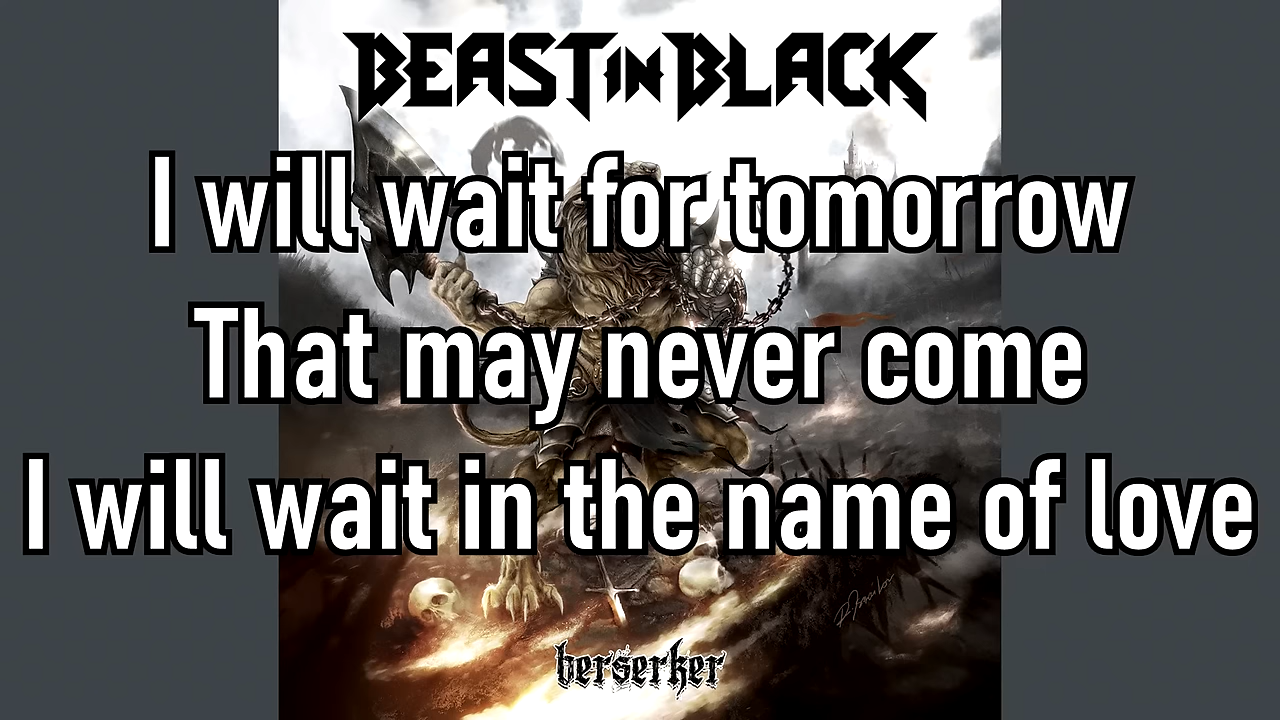 BEAST IN BLACK
I will wait for tomorrow
That may never come
I will wait in the name of love
berserker